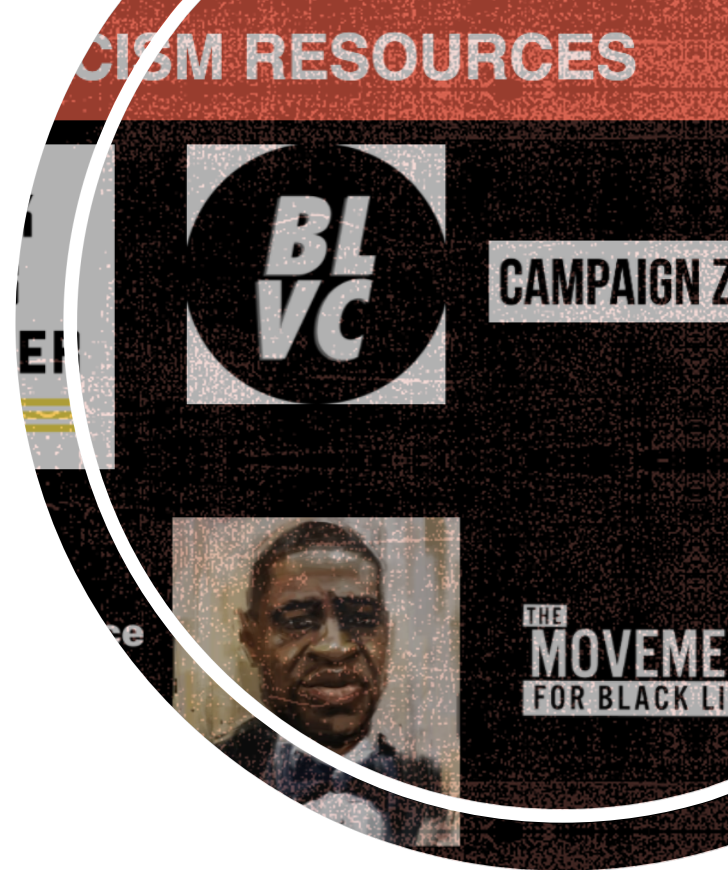 CISM RESOURCES
BL
VC
CAMPAIGN Z
ER
ce
THE
MOVEME
FOR BLACK LI